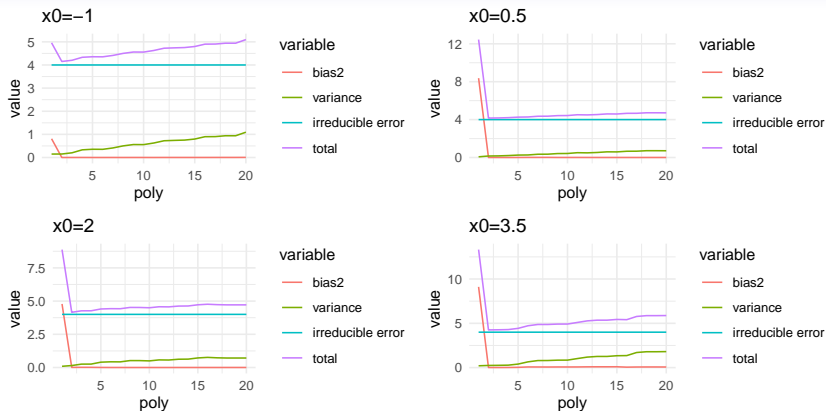 x0=−1
value
5
4
3
2
1
0
5
10
15
20
poly
variable
bias2
variance
irreducible error
total
x0=0.5
value
12
8
4
0
5
10
15
20
poly
variable
bias2
variance
irreducible error
total
x0=2
value
7.5
5.0
2.5
0.0
5
10
15
20
poly
variable
bias2
variance
irreducible error
total
x0=3.5
value
10
5
0
5
10
15
20
poly
variable
bias2
variance
irreducible error
total